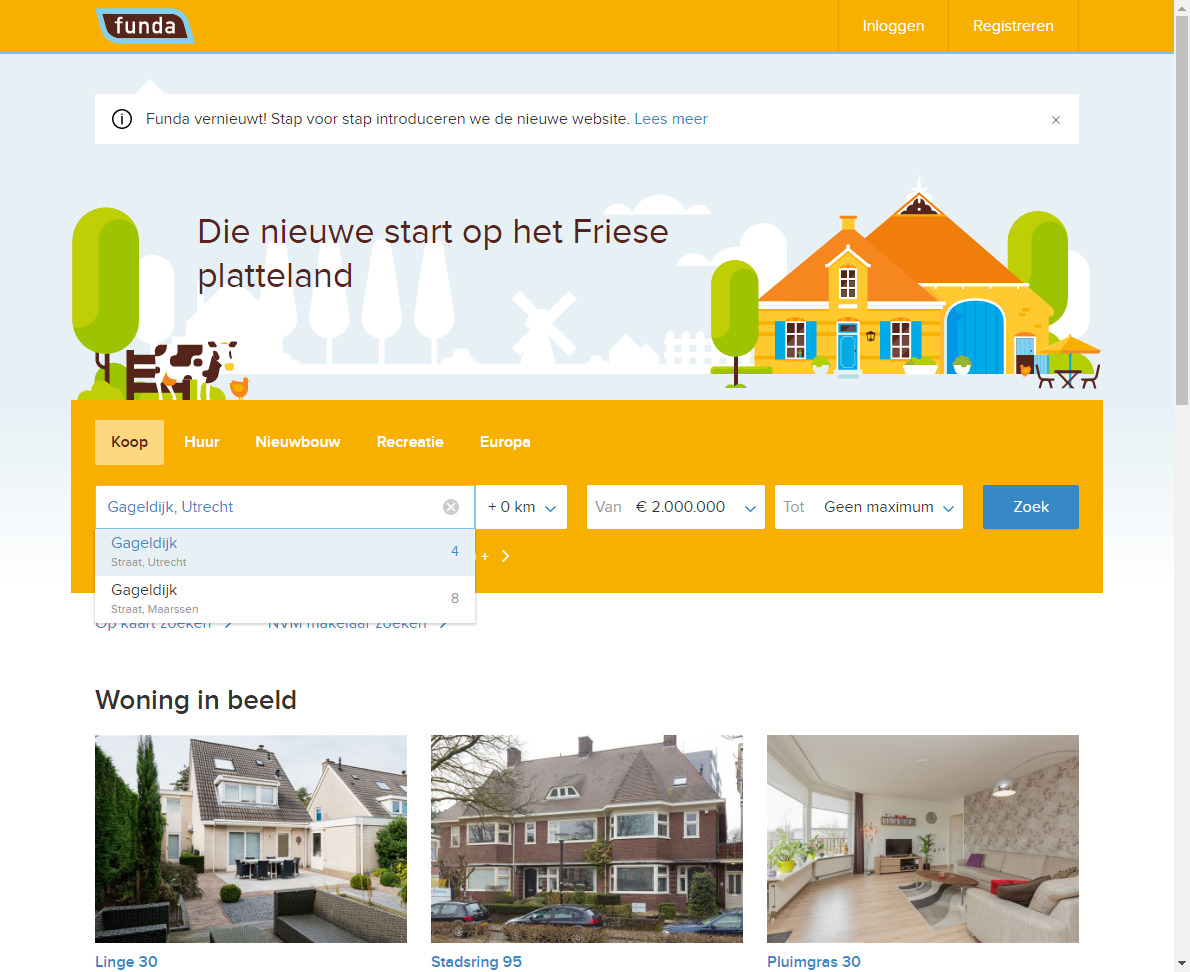 funda
Inloggen
Registreren
Funda vernieuwt! Stap voor stap introduceren we de nieuwe website. Lees meer
Die nieuwe start op het Friese
platteland
Koop
Huur
Nieuwbouw
Recreatie
Europa
Gageldijk, Utrecht
+ 0 km
Van € 2.000.000
Tot Geen maximum
Zoek
Gageldijk
4
Straat, Utrecht
+
Gageldijk
8
Straat, Maarssen
Op kaart zoeken
NVM makelaar zoeken
Woning in beeld
Linge 30
Stadsring 95
Pluimgras 30